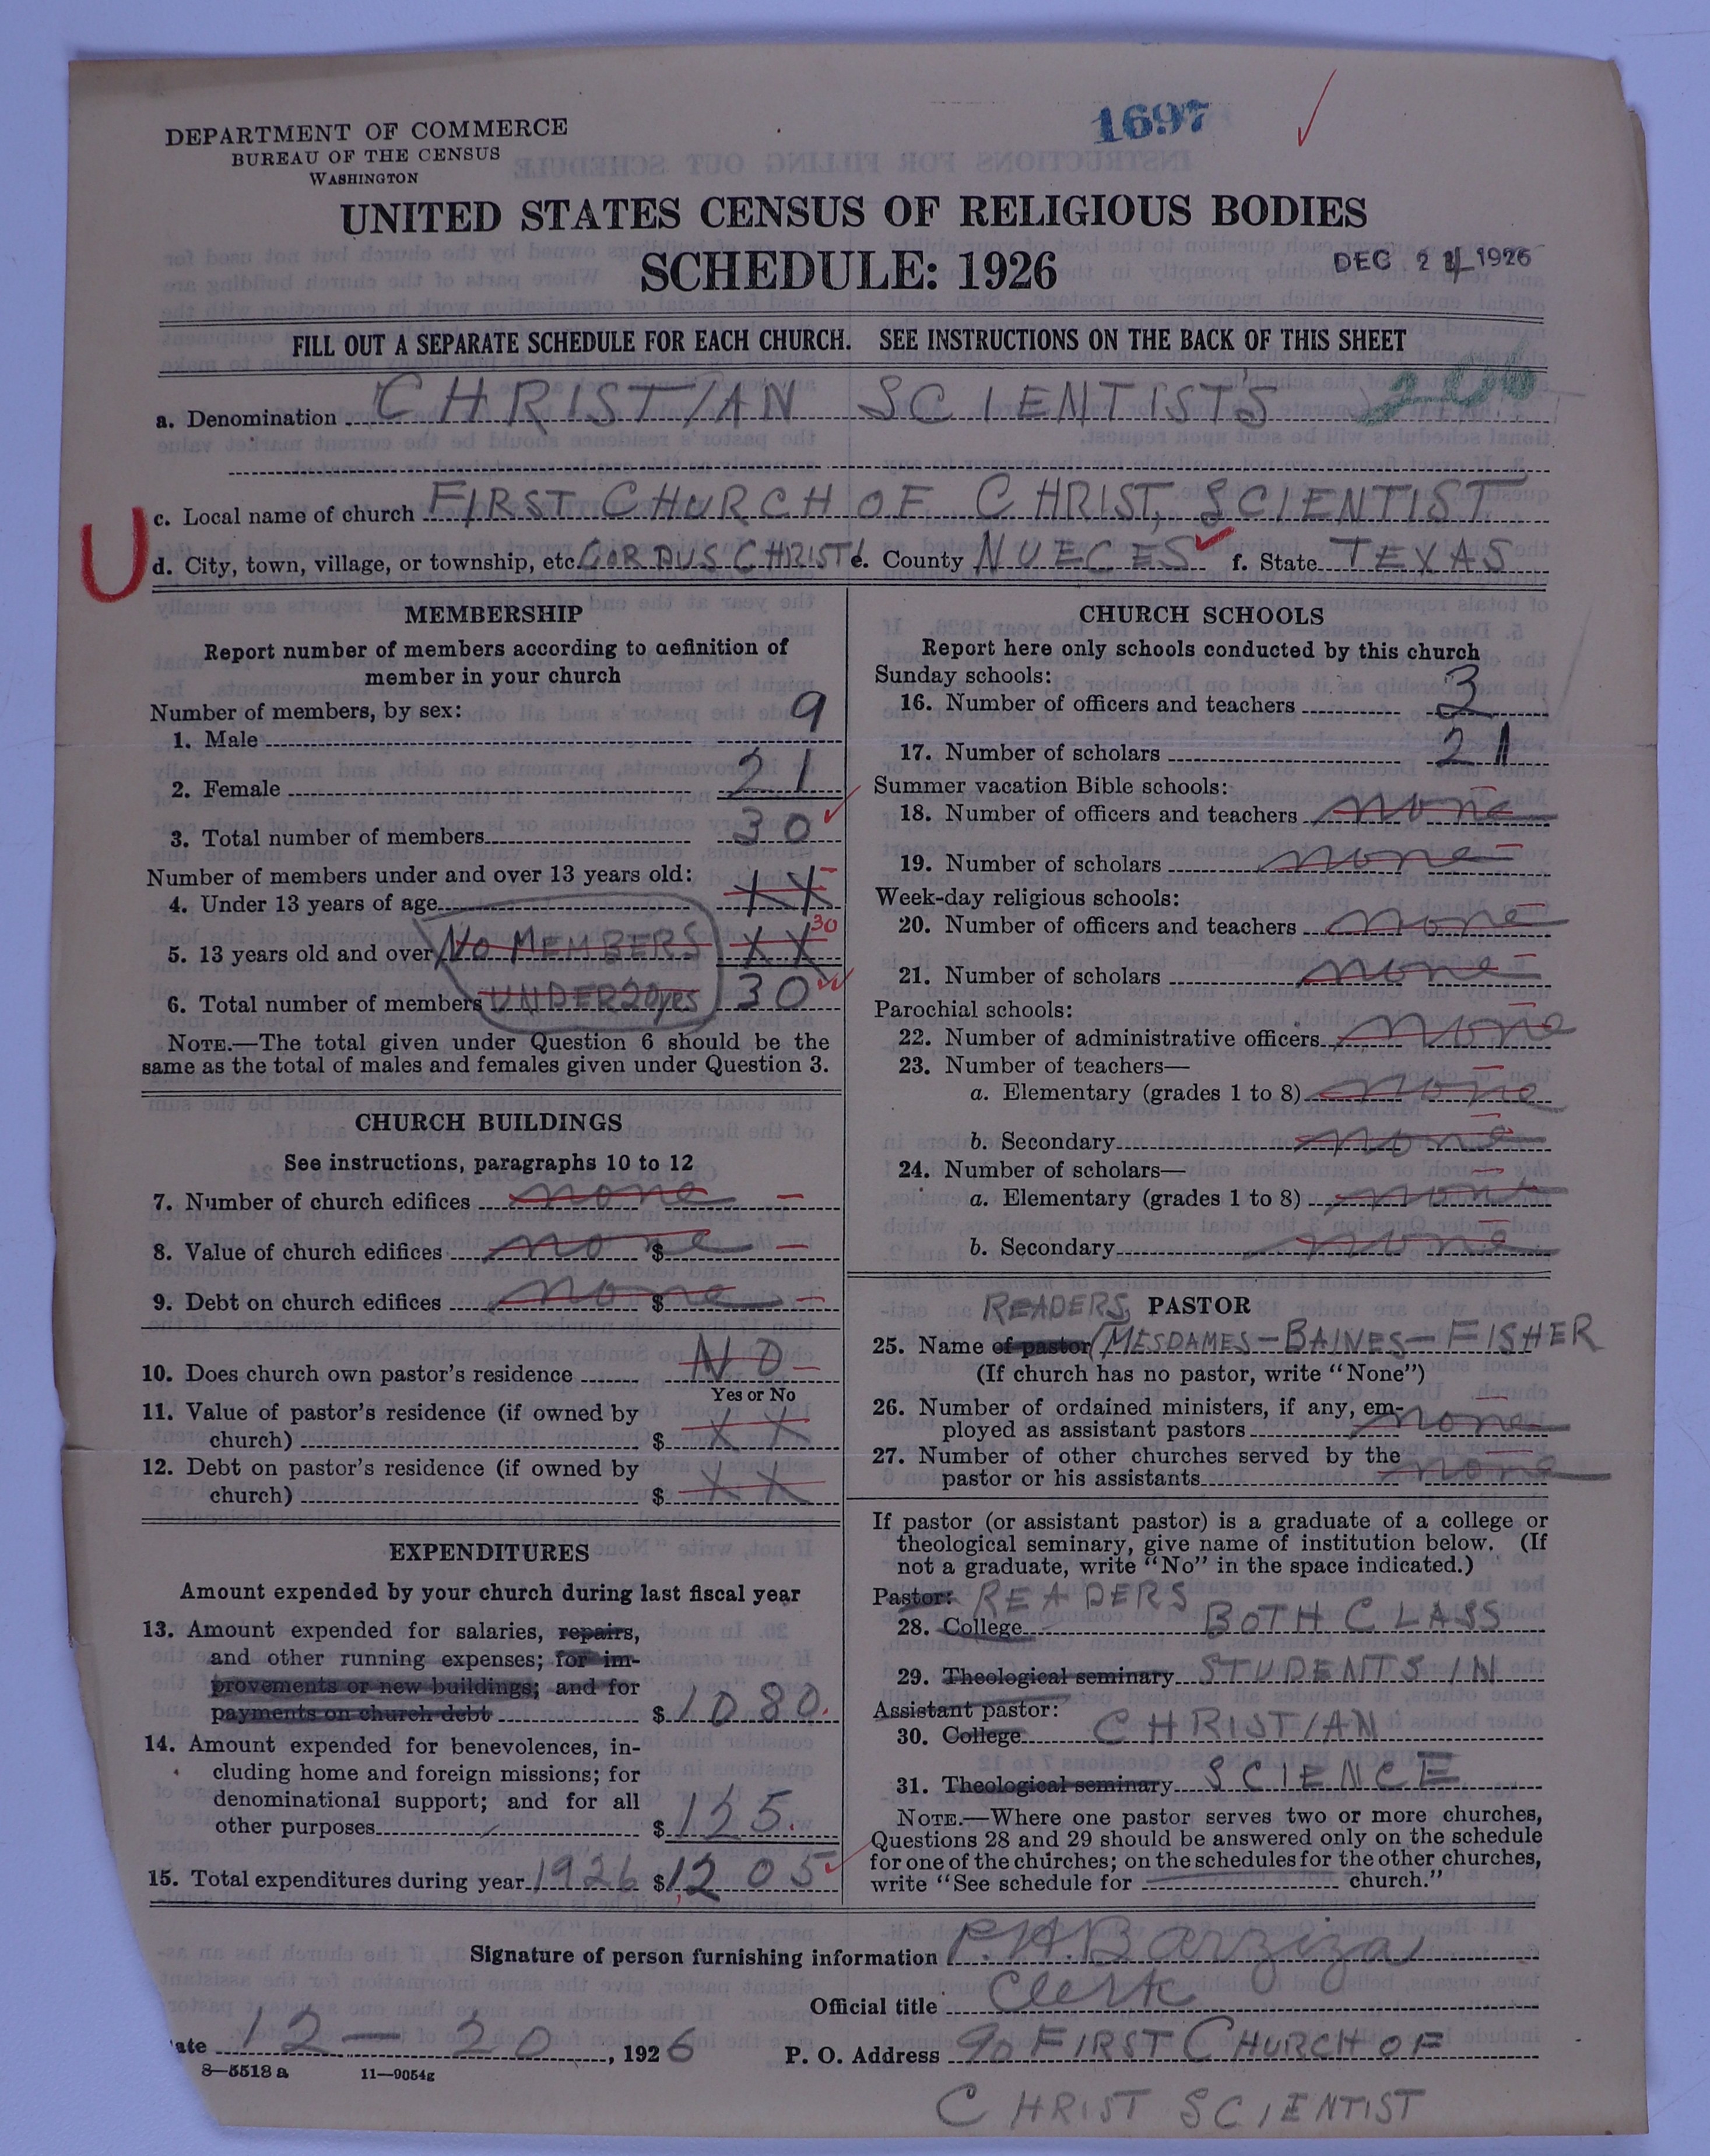 1697
DEPARTMENT OF COMMERCE
BUREAU OF THE CENSUS
WASHINGTON
UNITED STATES CENSUS OF RELIGIOUS BODIES
SCHEDULE: 1926
DEC 2 1926
FILL OUT A SEPARATE SCHEDULE FOR EACH CHURCH. SEE INSTRUCTIONS ON THE BACK OF THIS SHEET
a. Denomination CHRISTIAN SCIENTISTS
c. Local name of church FIRST CHURCH OF CHRIST, SCIENTIST
U
d. City, town, village, or township, etc. CORPUS CHRISTI e. County NUECES f. State TEXAS
MEMBERSHIP
Report number of members according to definition of
member in your church
Number of members, by sex:
1. Male 9
2. Female 21
3. Total number of members 30
Number of members under and over 13 years old:
4. Under 13 years of age XX
5. 13 years old and over NO MEMBERS XX 30
6. Total number of members UNDER 20 yrs 30
NOTE.—The total given under Question 6 should be the
same as the total of males and females given under Question 3.
CHURCH BUILDINGS
See instructions, paragraphs 10 to 12
7. Number of church edifices none
8. Value of church edifices $ none
9. Debt on church edifices $ none
10. Does church own pastor's residence NO
Yes or No
11. Value of pastor's residence (if owned by
church) $ X X
12. Debt on pastor's residence (if owned by
church) $ X X
EXPENDITURES
Amount expended by your church during last fiscal year
13. Amount expended for salaries, repairs,
and other running expenses; for im-
provements or new buildings; and for
payments on church debt $ 1080.
14. Amount expended for benevolences, in-
cluding home and foreign missions; for
denominational support; and for all
other purposes $ 125.
15. Total expenditures during year 1926 $ 1,205
CHURCH SCHOOLS
Report here only schools conducted by this church
Sunday schools:
16. Number of officers and teachers 3
17. Number of scholars 21
Summer vacation Bible schools:
18. Number of officers and teachers none
19. Number of scholars none
Week-day religious schools:
20. Number of officers and teachers none
21. Number of scholars none
Parochial schools:
22. Number of administrative officers none
23. Number of teachers—
a. Elementary (grades 1 to 8) none
b. Secondary none
24. Number of scholars—
a. Elementary (grades 1 to 8) none
b. Secondary none
READERS, PASTOR
25. Name of pastor (MESDAMES—BAINES—FISHER
(If church has no pastor, write "None")
26. Number of ordained ministers, if any, em-
ployed as assistant pastors none
27. Number of other churches served by the
pastor or his assistants none
If pastor (or assistant pastor) is a graduate of a college or
theological seminary, give name of institution below. (If
not a graduate, write "No" in the space indicated.)
Pastor: READERS
28. College BOTH CLASS
29. Theological seminary STUDENTS IN
Assistant pastor:
30. College CHRISTIAN
31. Theological seminary SCIENCE
NOTE.—Where one pastor serves two or more churches,
Questions 28 and 29 should be answered only on the schedule
for one of the churches; on the schedules for the other churches,
write "See schedule for church."
Signature of person furnishing information P. H. Barziza
Official title Clerk
ate 12—20, 1926 P. O. Address % FIRST CHURCH OF
CHRIST SCIENTIST
8—5518 a 11—9054g